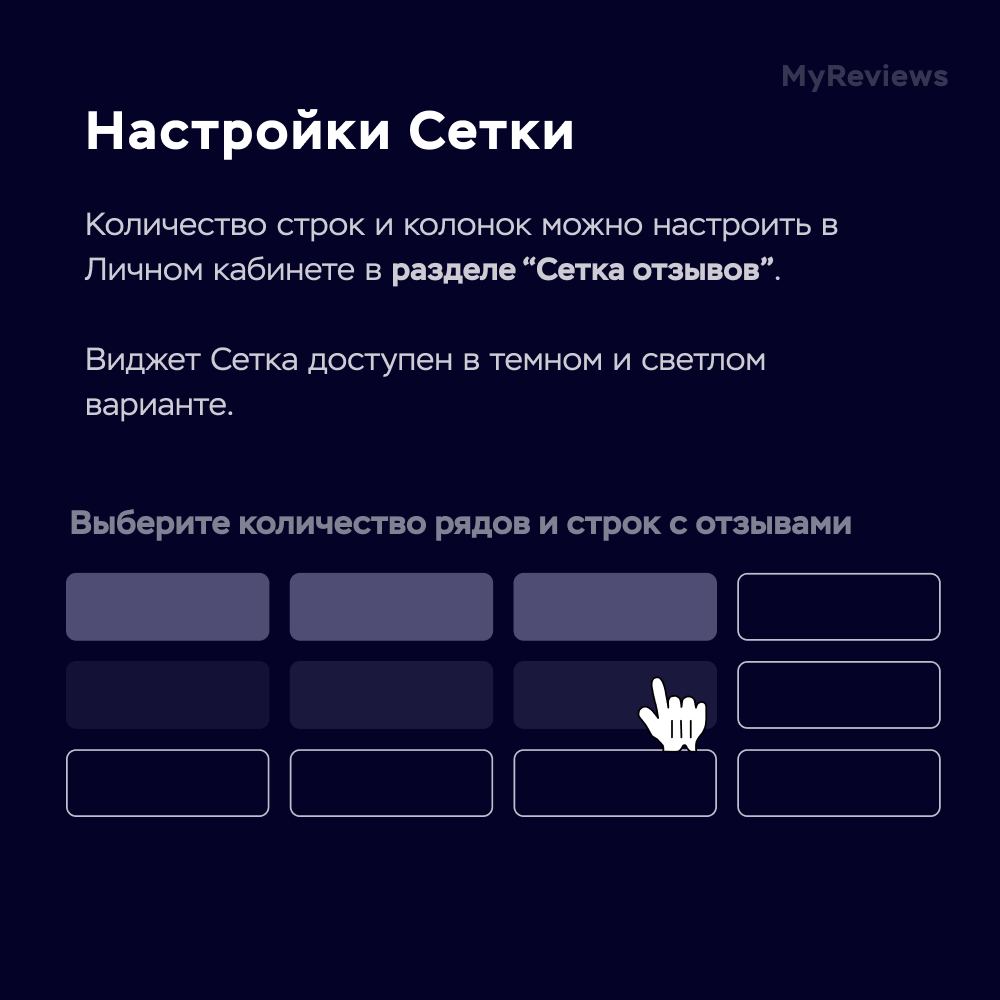 MyReviews
Настройки Сетки
Количество строк и колонок можно настроить в
Личном кабинете в разделе “Сетка отзывов”.
Виджет Сетка доступен в темном и светлом
варианте.
Выберите количество рядов и строк с отзывами